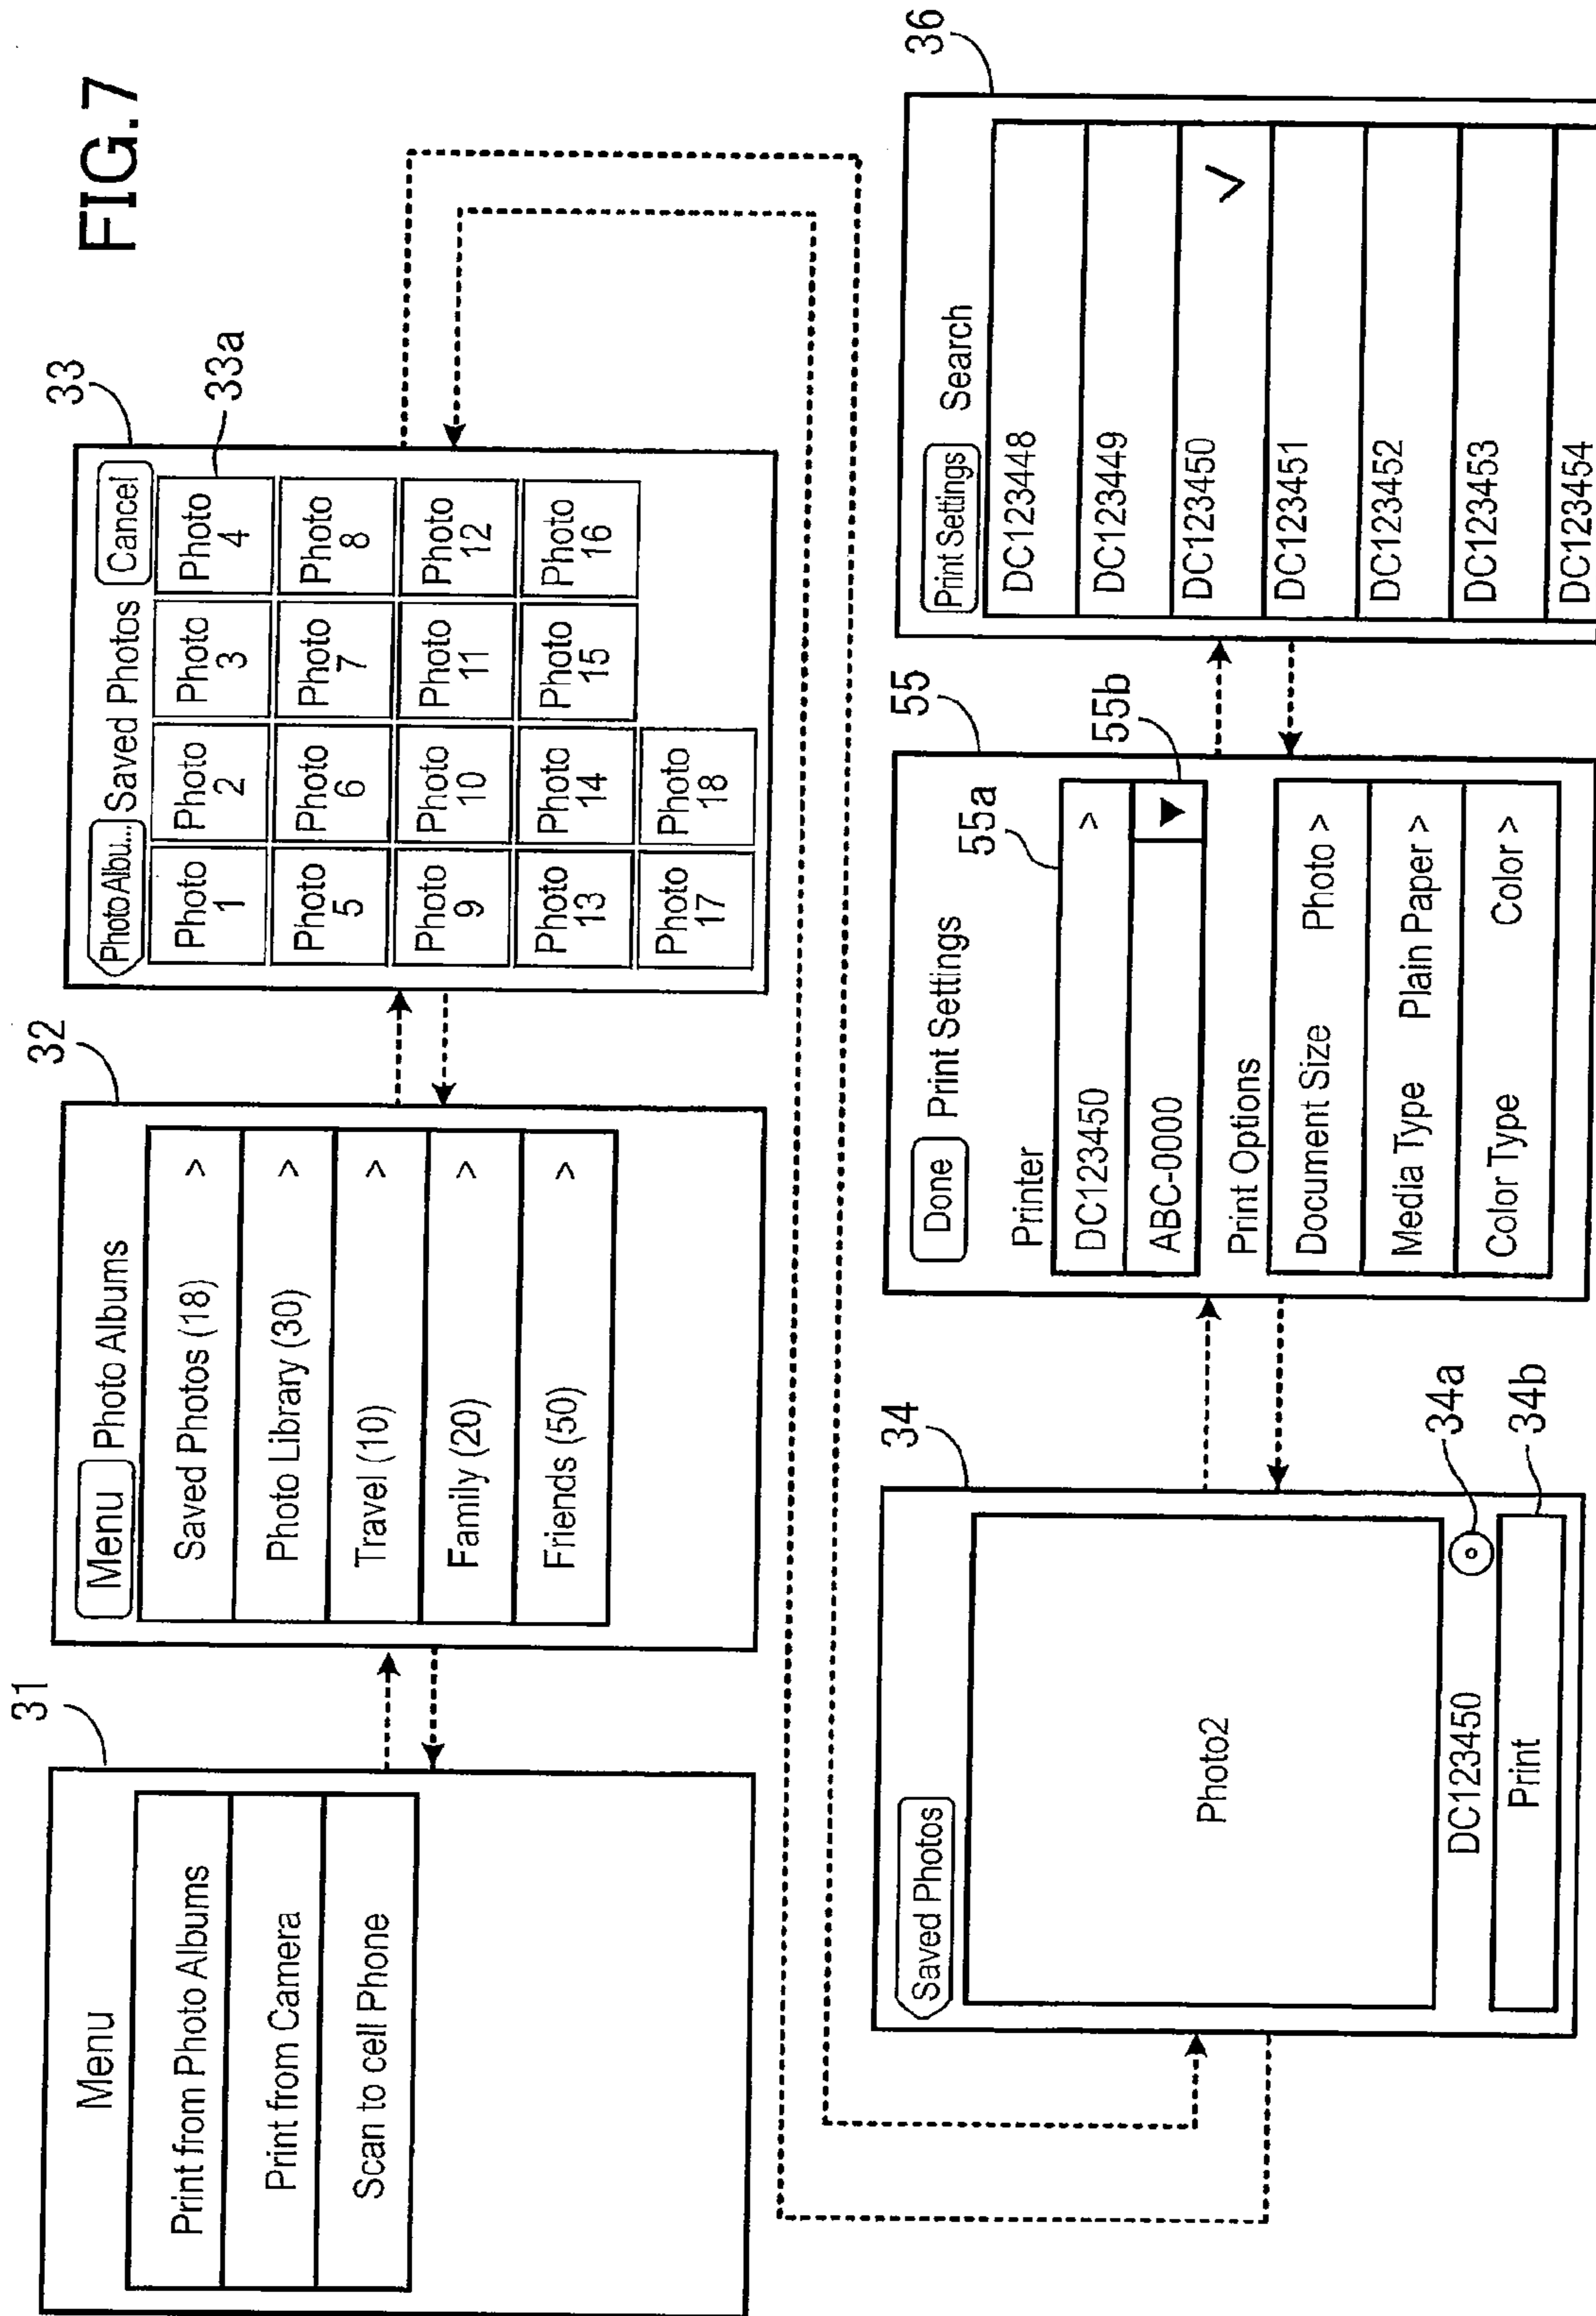 FIG.7
31
Menu
Print from Photo Albums
Print from Camera
Scan to cell Phone
32
Menu Photo Albums
Saved Photos (18) >
Photo Library (30) >
Travel (10) >
Family (20) >
Friends (50) >
33
Photo Albu... Saved Photos Cancel
33a
Photo 1 Photo 2 Photo 3 Photo 4
Photo 5 Photo 6 Photo 7 Photo 8
Photo 9 Photo 10 Photo 11 Photo 12
Photo 13 Photo 14 Photo 15 Photo 16
Photo 17 Photo 18
34
Saved Photos
Photo2
DC123450
34a
Print
34b
55
Done Print Settings
Printer
55a
DC123450 >
ABC-0000 ▼
55b
Print Options
Document Size Photo >
Media Type Plain Paper >
Color Type Color >
36
Print Settings Search
DC123448
DC123449
DC123450 ✓
DC123451
DC123452
DC123453
DC123454